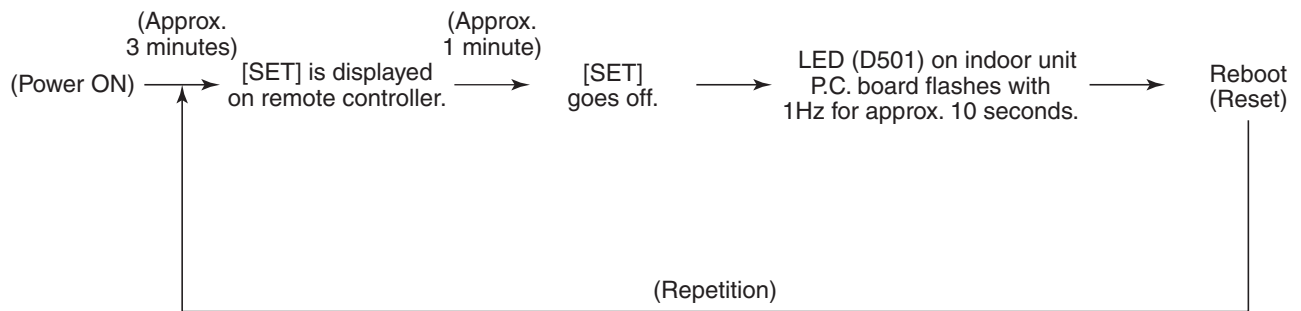 (Approx.
3 minutes)
(Approx.
1 minute)
(Power ON)
[SET] is displayed
on remote controller.
[SET]
goes off.
LED (D501) on indoor unit
P.C. board flashes with
1Hz for approx. 10 seconds.
Reboot
(Reset)
(Repetition)